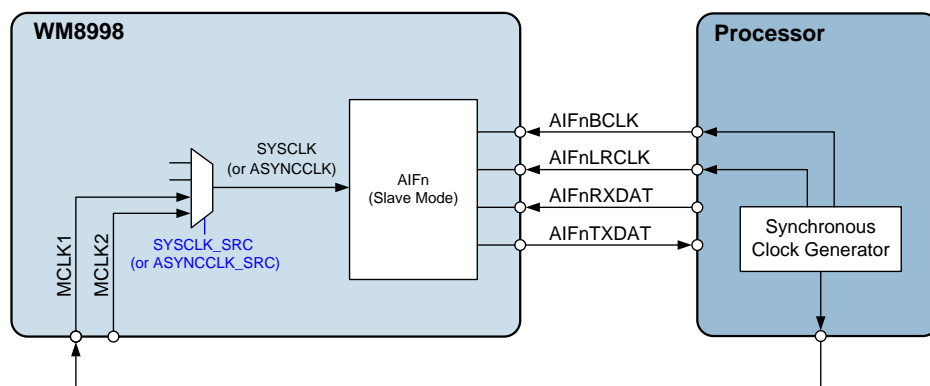 WM8998
Processor
AIFnBCLK
SYSCLK
(or ASYNCCLK)
AIFnLRCLK
AIFn
(Slave Mode)
AIFnRXDAT
Synchronous
Clock Generator
AIFnTXDAT
SYSCLK_SRC
(or ASYNCCLK_SRC)
MCLK1
MCLK2